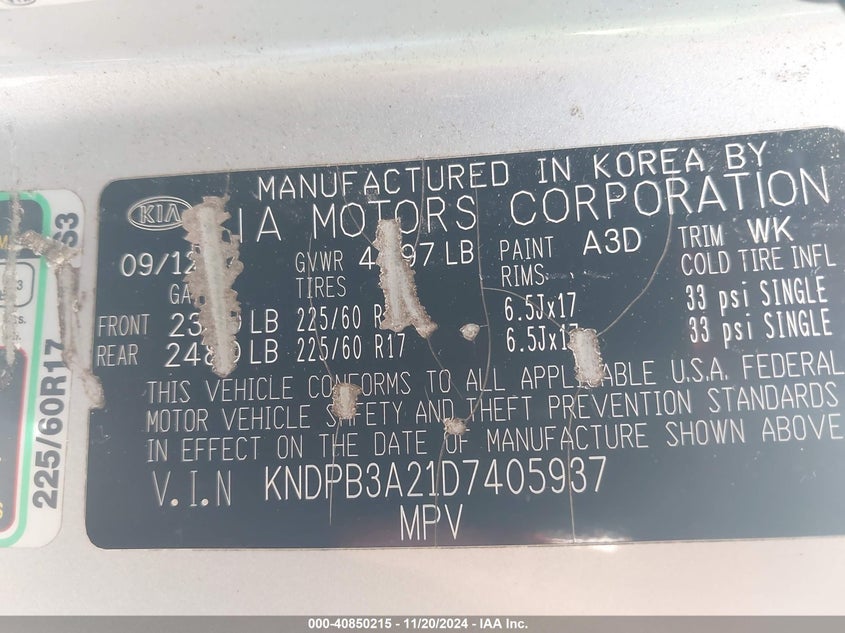 MANUFACTURED IN KOREA BY
KIA IA MOTORS CORPORATION
09/12 GVWR 97 LB PAINT A3D TRIM WK
TIRES RIMS COLD TIRE INFL
FRONT LB 225/60 6.5Jx17 33 psi SINGLE
REAR LB 225/60 R17 33 psi SINGLE
THIS VEHICLE CONFORMS TO ALL U.S.A. FEDERAL
MOTOR VEHICLE SAFETY AND THEFT PREVENTION STANDARDS
IN EFFECT ON THE DATE OF MANUFACTURE SHOWN ABOVE
V.I.N KNDPB3A21D7405937
MPV
225/60R17
000-40850215 - 11/20/2024 - IAA Inc.